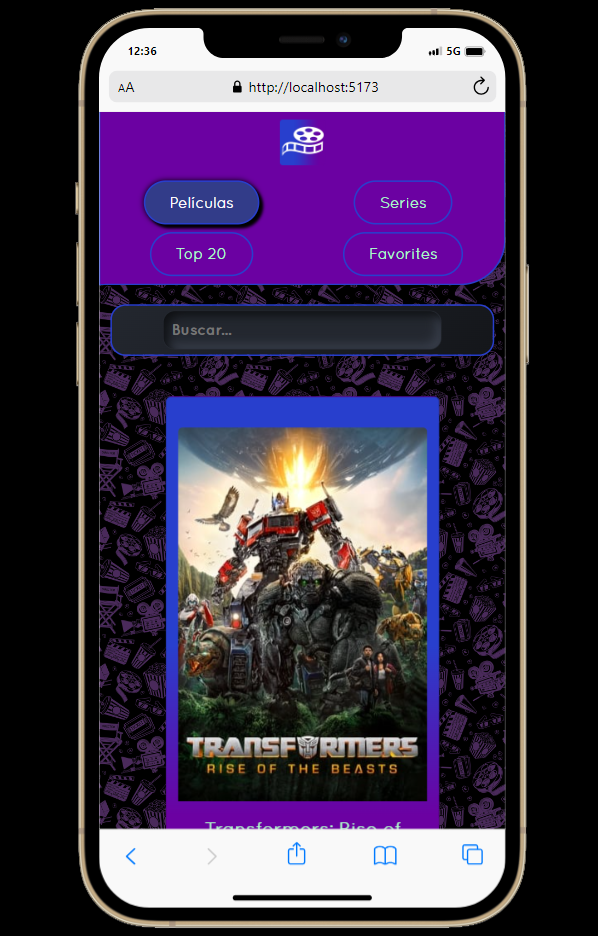 12:36
5G
AA
http://localhost:5173
Películas
Series
Top 20
Favorites
Buscar...
TRANSFORMERS
RISE OF THE BEASTS
Transformers: Rise of